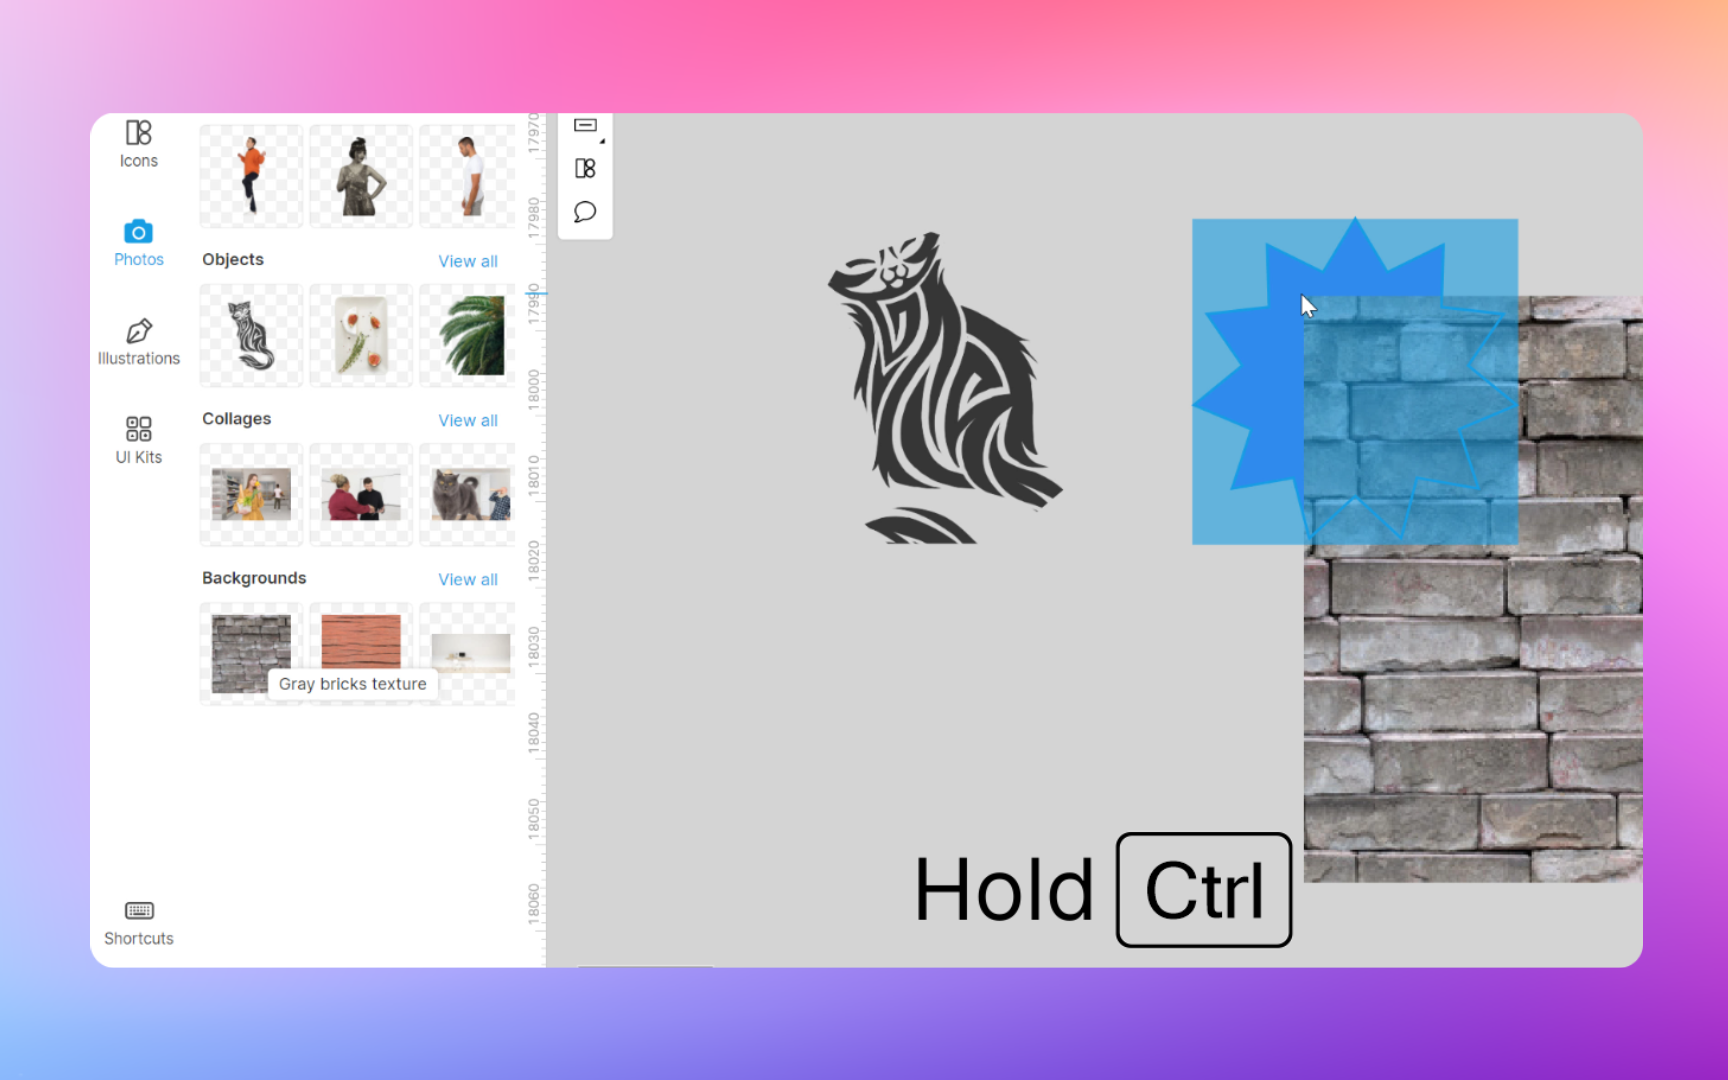 Icons
Photos
Illustrations
UI Kits
Shortcuts
Objects
View all
Collages
View all
Backgrounds
View all
Gray bricks texture
17970
17980
17990
18000
18010
18020
18030
18040
18050
18060
Hold Ctrl